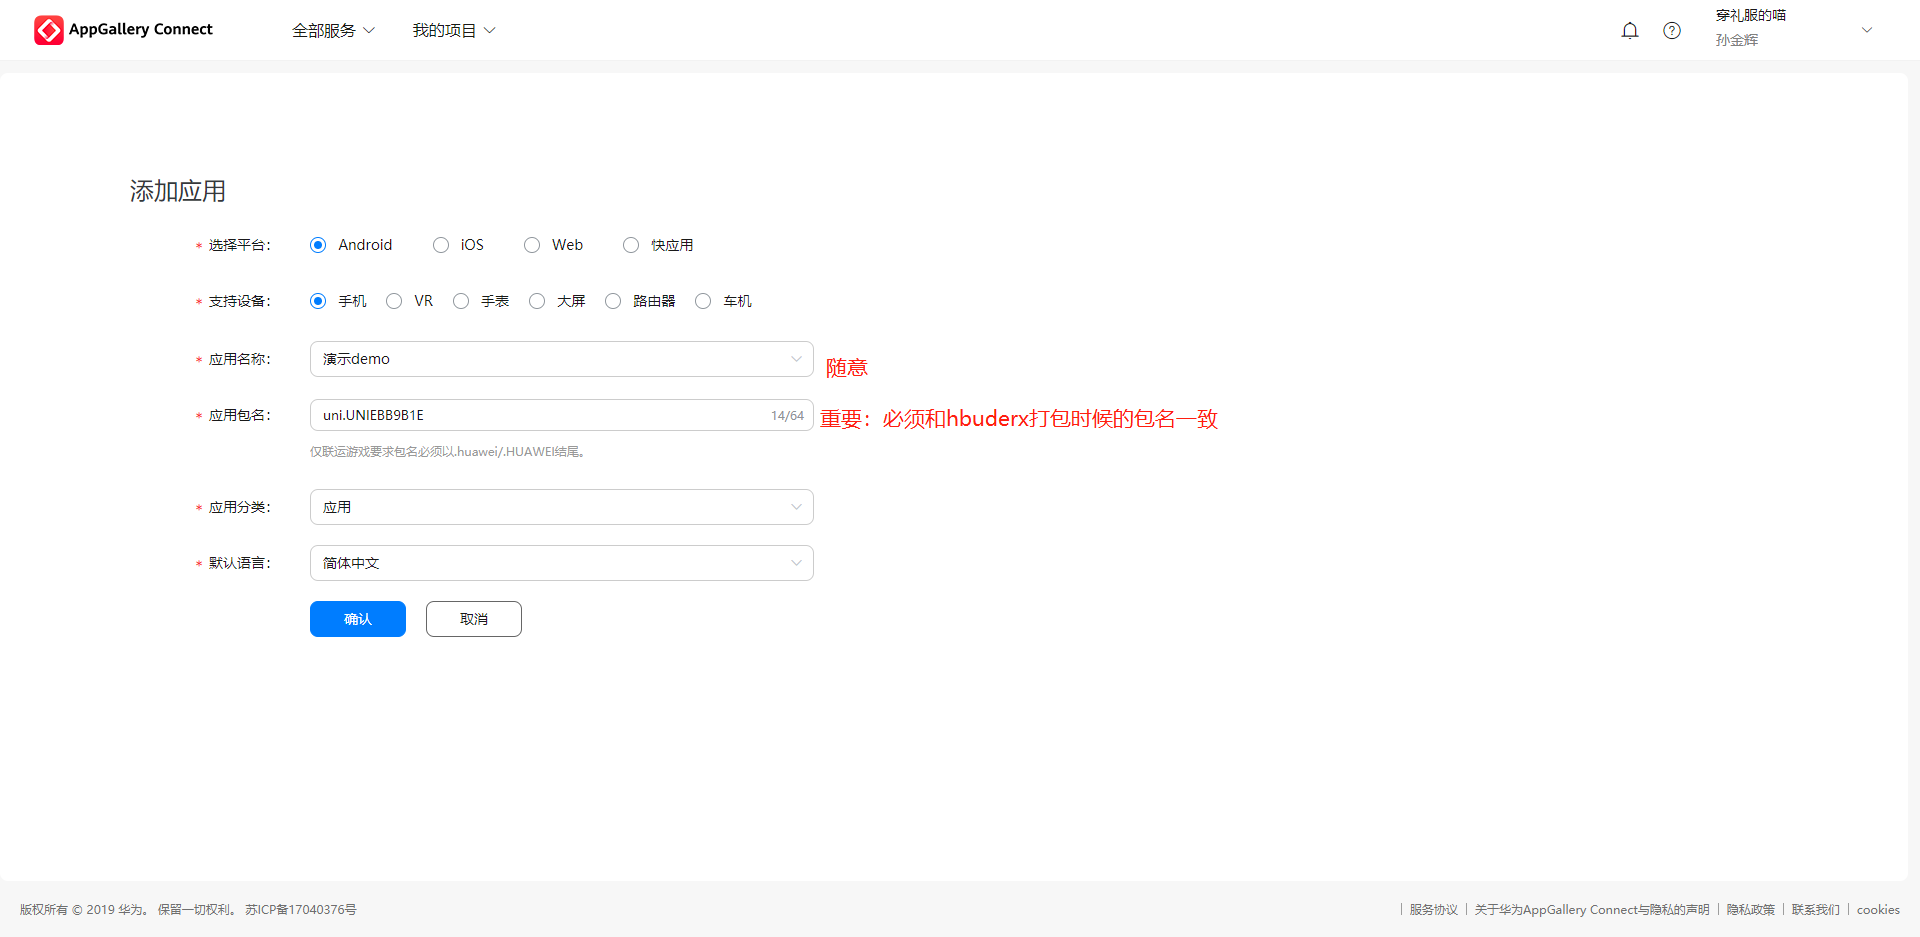 AppGallery Connect
全部服务
我的项目
穿礼服的喵
孙金辉
添加应用
* 选择平台：
Android
iOS
Web
快应用
* 支持设备：
手机
VR
手表
大屏
路由器
车机
* 应用名称：
演示demo
随意
* 应用包名：
uni.UNIEBB9B1E
14/64
重要：必须和hbuderx打包时候的包名一致
仅联运游戏要求包名必须以.huawei/.HUAWEI结尾。
* 应用分类：
应用
* 默认语言：
简体中文
确认
取消
版权所有 © 2019 华为。 保留一切权利。 苏ICP备17040376号
服务协议
关于华为AppGallery Connect与隐私的声明
隐私政策
联系我们
cookies